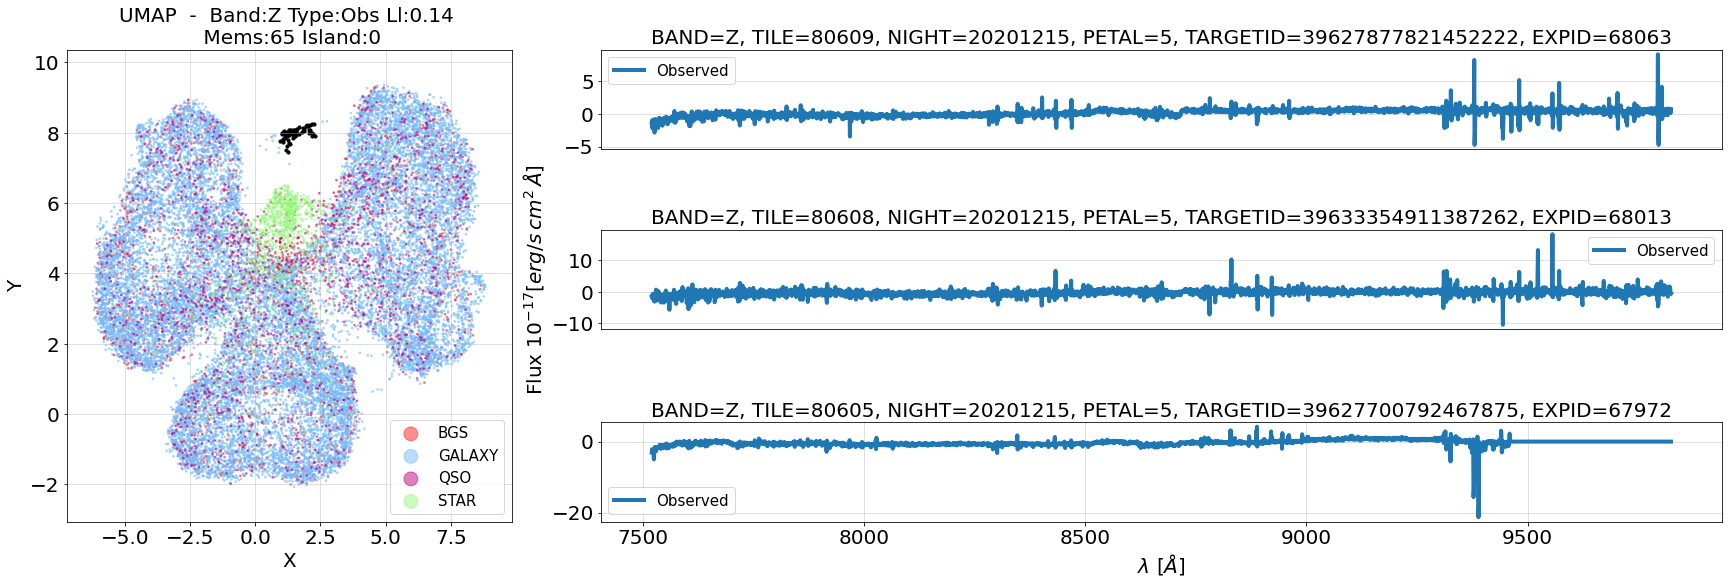 UMAP  -  Band:Z Type:Obs Ll:0.14
Mems:65 Island:0
10
8
6
4
2
0
−2
Y
−5.0 −2.5 0.0 2.5 5.0 7.5
X
BGS
GALAXY
QSO
STAR
Flux 10⁻¹⁷[erg/s cm² Å]
BAND=Z, TILE=80609, NIGHT=20201215, PETAL=5, TARGETID=39627877821452222, EXPID=68063
Observed
5
0
−5
BAND=Z, TILE=80608, NIGHT=20201215, PETAL=5, TARGETID=39633354911387262, EXPID=68013
Observed
10
0
−10
BAND=Z, TILE=80605, NIGHT=20201215, PETAL=5, TARGETID=39627700792467875, EXPID=67972
Observed
0
−20
7500 8000 8500 9000 9500
λ [Å]